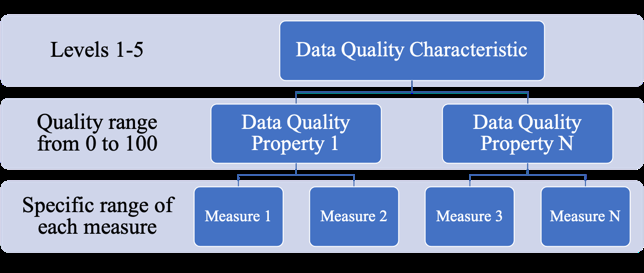 Levels 1-5
Data Quality Characteristic
Quality range
from 0 to 100
Data Quality
Property 1
Data Quality
Property N
Specific range of
each measure
Measure 1
Measure 2
Measure 3
Measure N